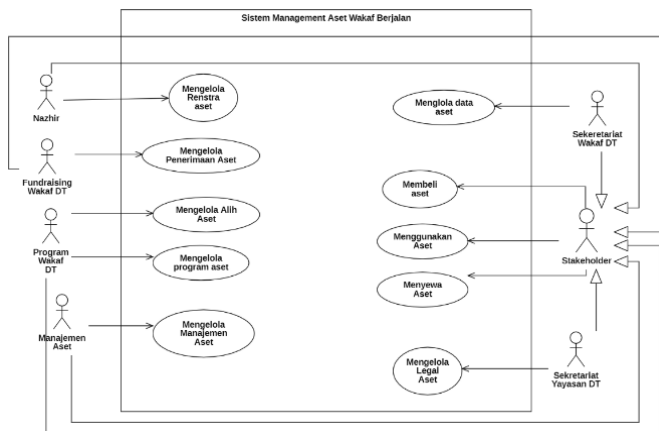 Sistem Management Aset Wakaf Berjalan
Nazhir
Mengelola
Renstra
aset
Menglola data
aset
Sekeretariat
Wakaf DT
Fundraising
Wakaf DT
Mengelola
Penerimaan Aset
Membeli
aset
Program
Wakaf
DT
Mengelola Alih
Aset
Menggunakan
Aset
Stakeholder
Mengelola
program aset
Menyewa
Aset
Manajemen
Aset
Mengelola
Manajemen
Aset
Mengelola
Legal
Aset
Sekretariat
Yayasan DT